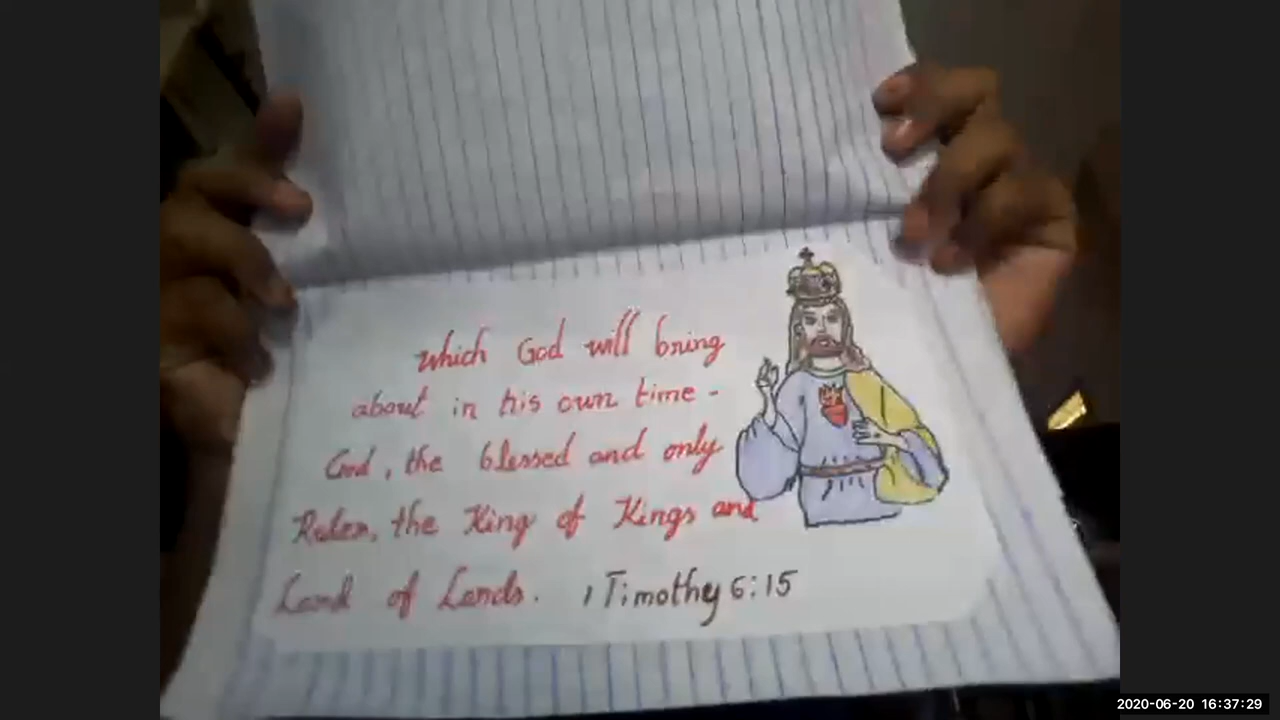 which God will bring
about in his own time -
God, the blessed and only
Ruler, the King of Kings and
Lord of Lords. 1 Timothy 6:15
2020-06-20 16:37:29